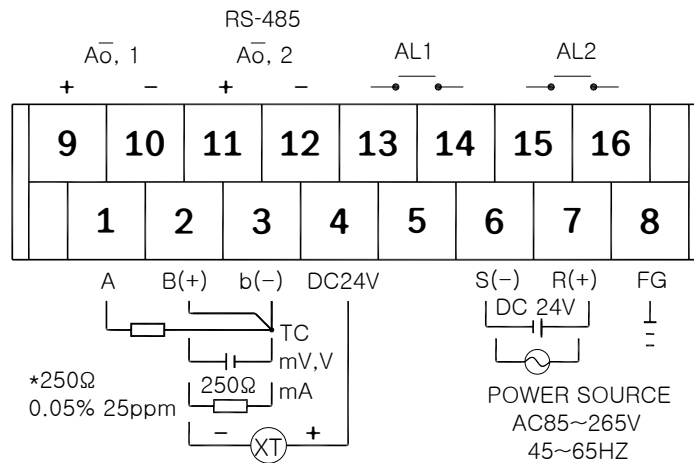 RS-485
Ao̅, 1 Ao̅, 2 AL1 AL2
+ − + −
9 10 11 12 13 14 15 16
1 2 3 4 5 6 7 8
A B(+) b(−) DC24V S(−) R(+) FG
DC 24V
TC
mV,V
250Ω mA
*250Ω
0.05% 25ppm
− XT +
POWER SOURCE
AC85~265V
45~65HZ